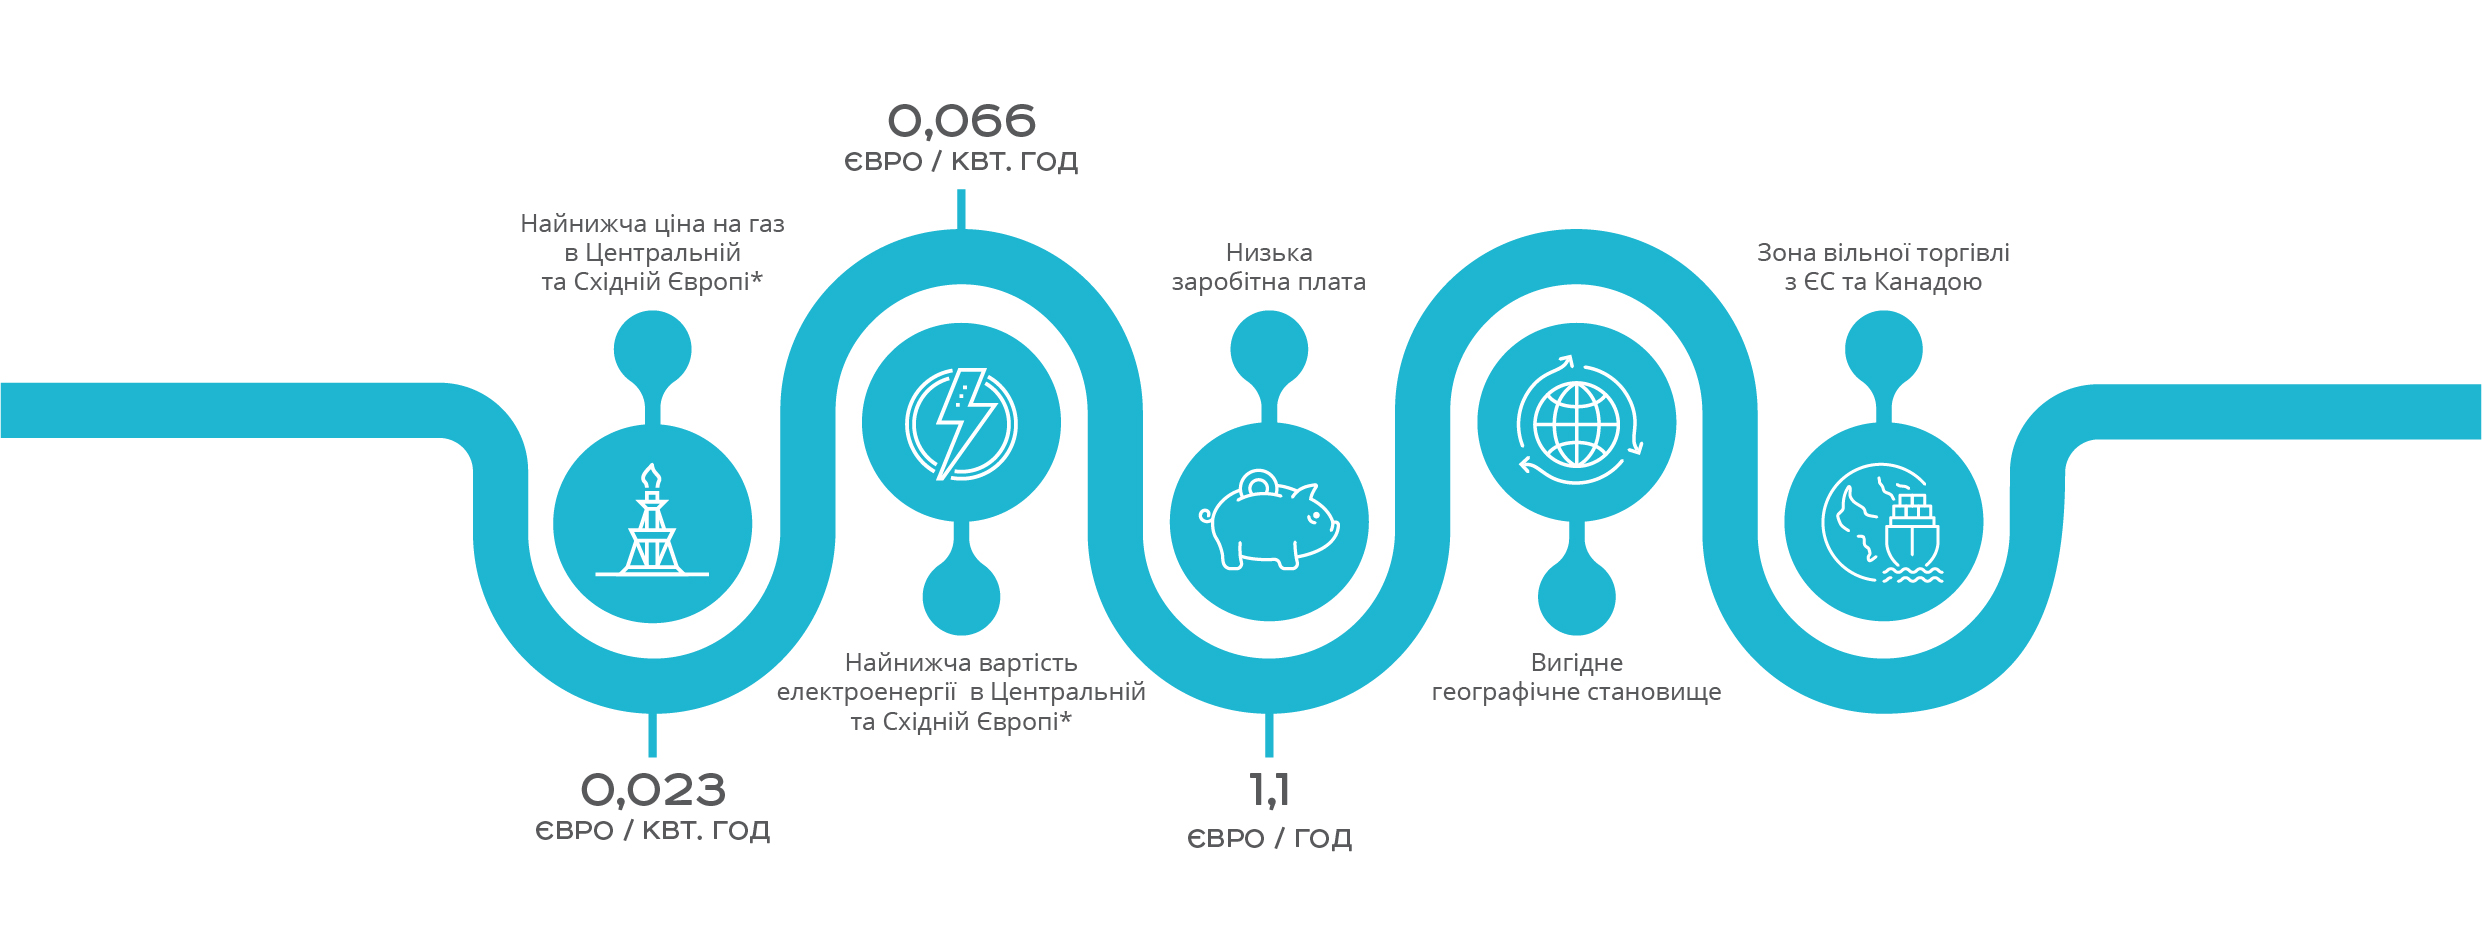 Найнижча ціна на газ
в Центральній
та Східній Європі*
0,023
ЄВРО / КВТ. ГОД
0,066
ЄВРО / КВТ. ГОД
Найнижча вартість
електроенергії  в Центральній
та Східній Європі*
Низька
заробітна плата
1,1
ЄВРО / ГОД
Вигідне
географічне становище
Зона вільної торгівлі
з ЄС та Канадою